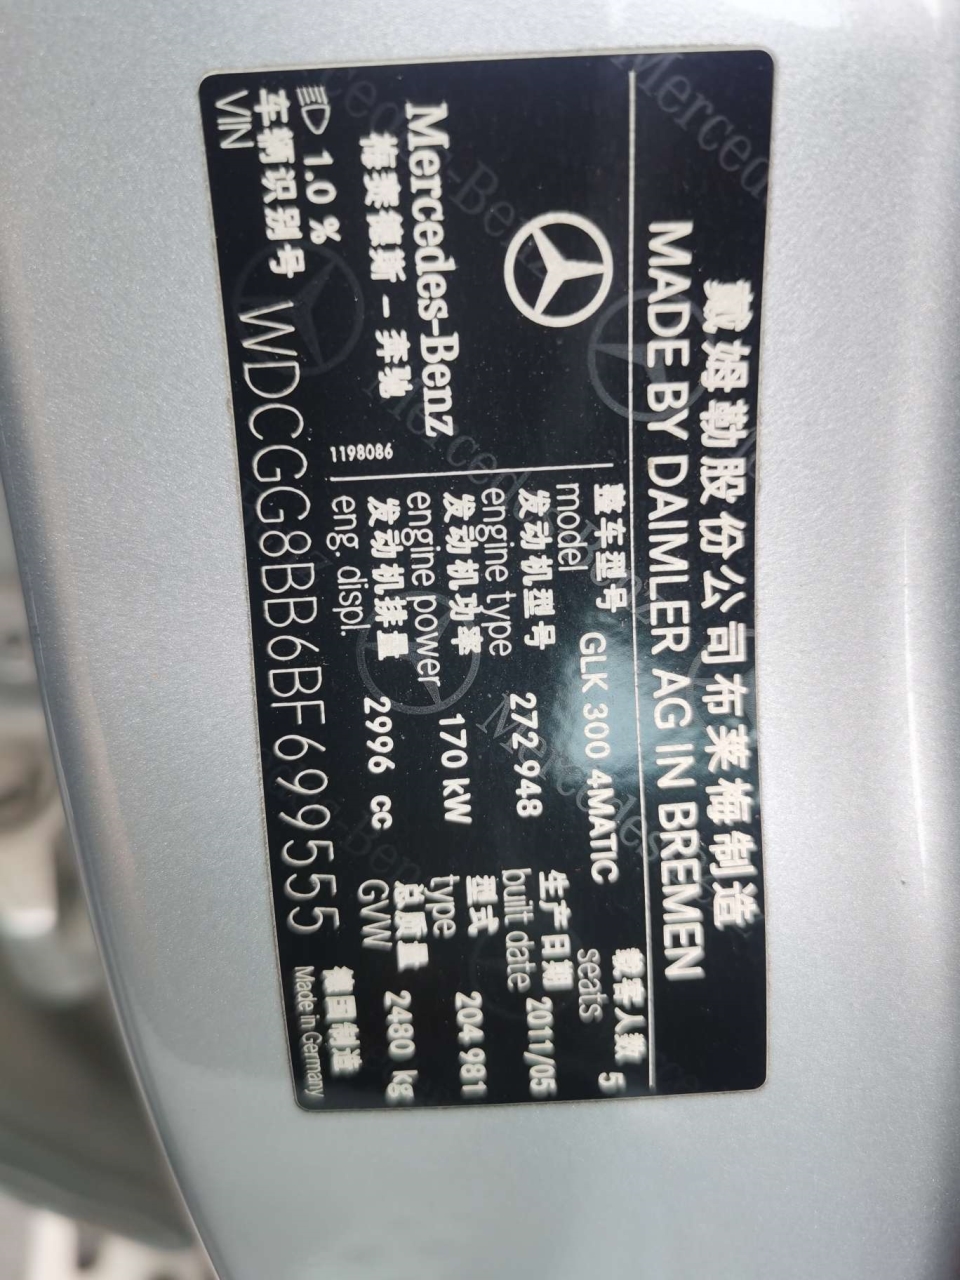 戴姆勒股份公司布莱梅制造
MADE BY DAIMLER AG IN BREMEN
Mercedes-Benz
梅赛德斯-奔驰
1198086
整车型号 GLK 300 4MATIC 载客人数 5
model seats
发动机型号 272 948 生产日期 2011/05
engine type built date
发动机功率 170 kW 型式 204 981
engine power type
发动机排量 2996 cc 总质量 2480 kg
eng. displ. GVW
1.0 %
车辆识别号 WDCGG8BB6BF699555 德国制造
VIN Made in Germany